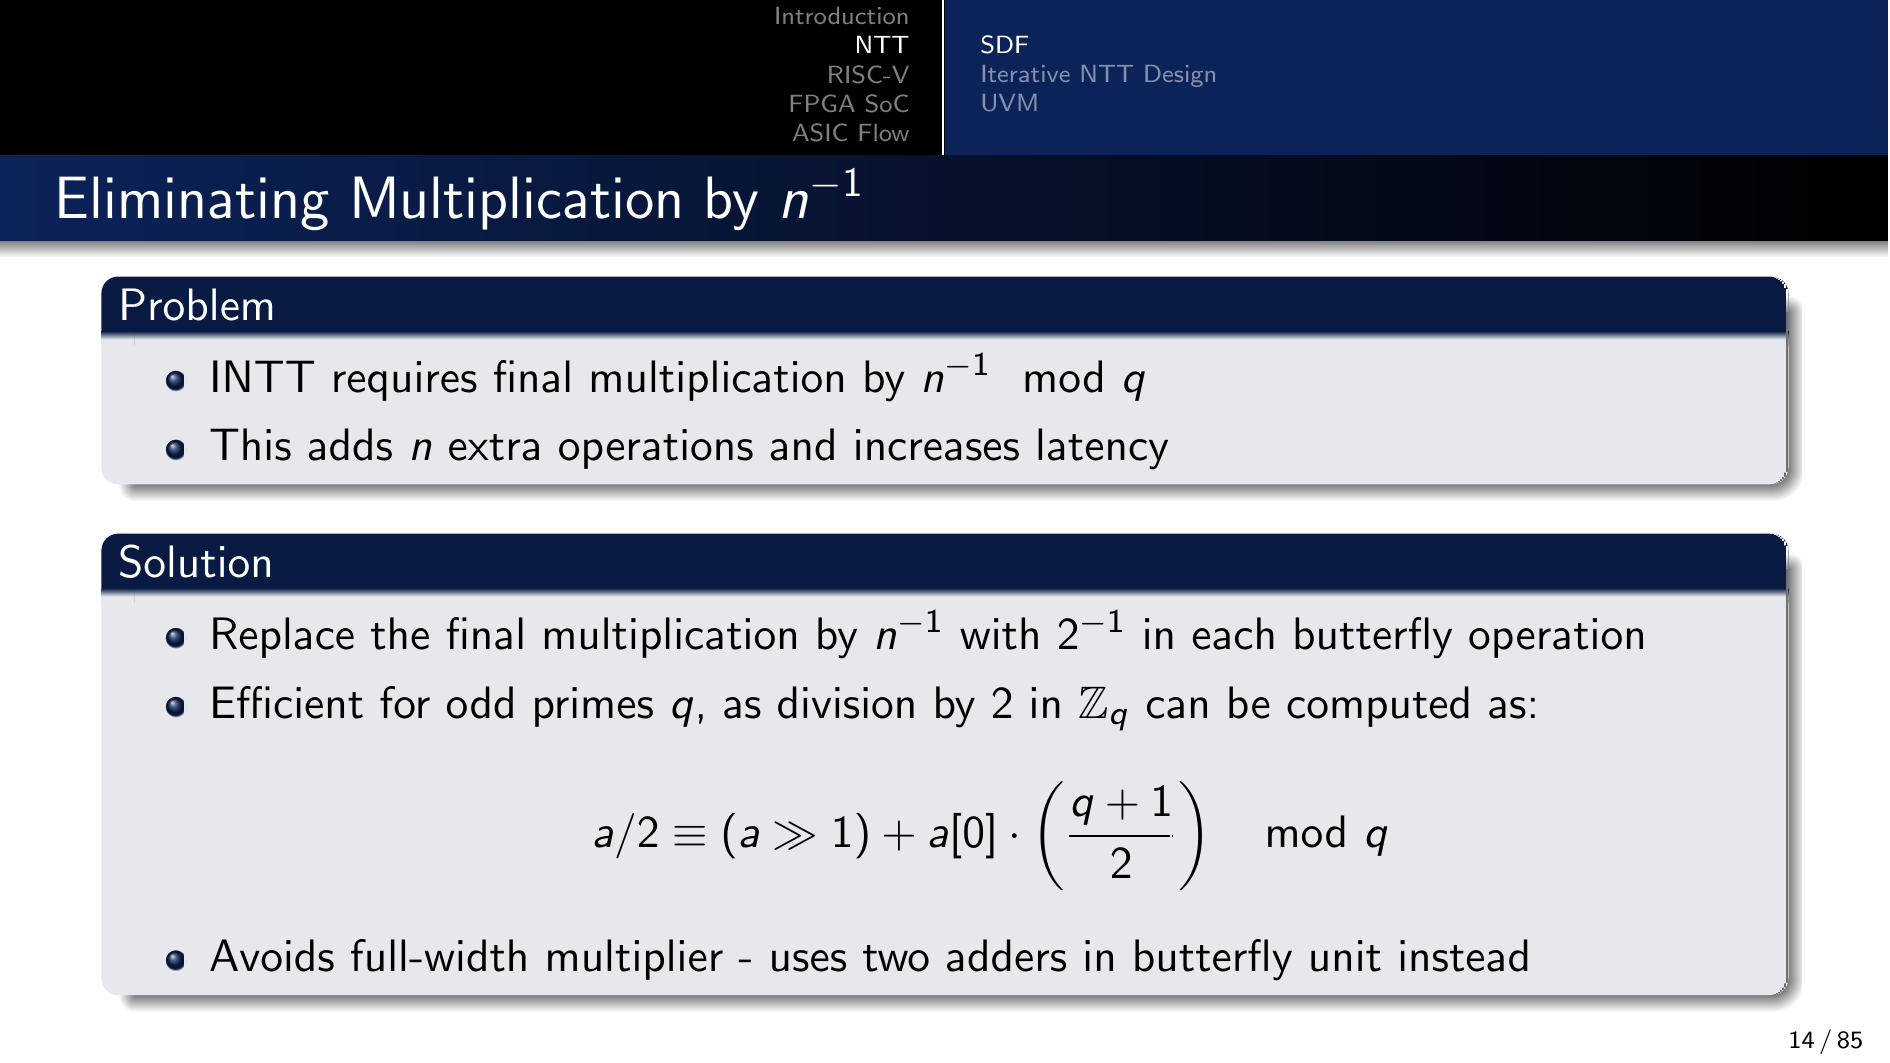 Introduction
NTT
RISC-V
FPGA SoC
ASIC Flow
SDF
Iterative NTT Design
UVM
Eliminating Multiplication by n⁻¹
Problem
INTT requires final multiplication by n⁻¹ mod q
This adds n extra operations and increases latency
Solution
Replace the final multiplication by n⁻¹ with 2⁻¹ in each butterfly operation
Efficient for odd primes q, as division by 2 in ℤ_q can be computed as:
a/2 ≡ (a ≫ 1) + a[0] · ((q + 1)/2) mod q
Avoids full-width multiplier - uses two adders in butterfly unit instead
14 / 85